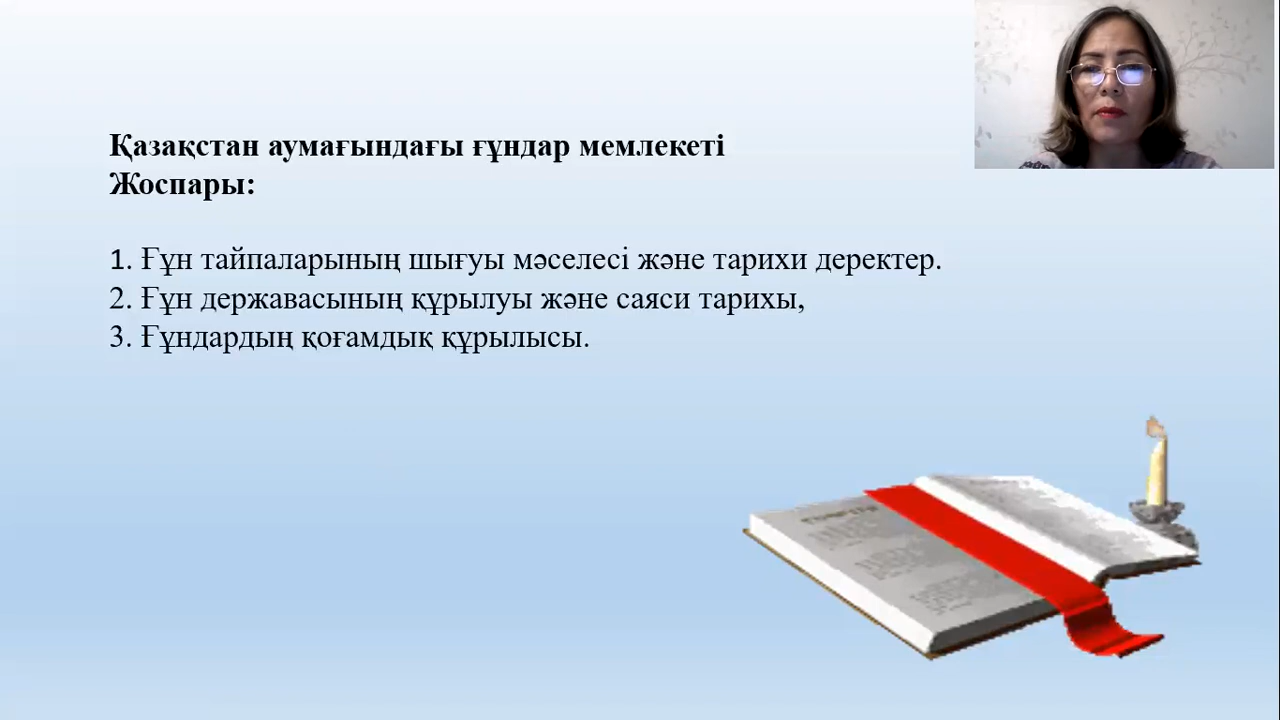 Қазақстан аумағындағы ғұндар мемлекеті
Жоспары:
1. Ғұн тайпаларының шығуы мәселесі және тарихи деректер.
2. Ғұн державасының құрылуы және саяси тарихы,
3. Ғұндардың қоғамдық құрылысы.